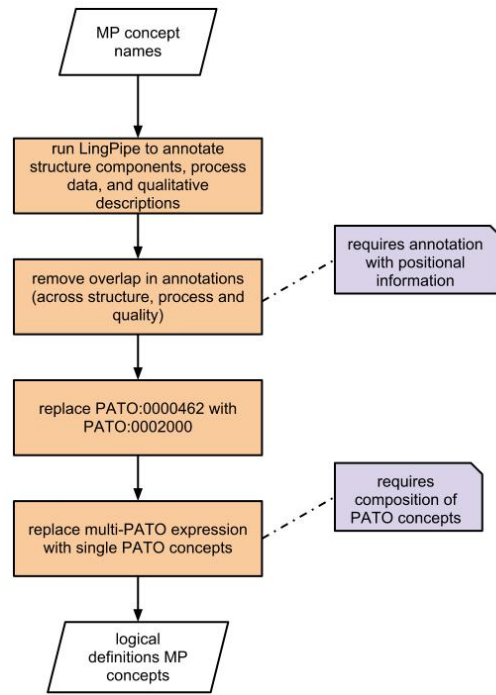 MP concept
names
run LingPipe to annotate
structure components, process
data, and qualitative
descriptions
remove overlap in annotations
(across structure, process and
quality)
requires annotation
with positional
information
replace PATO:0000462 with
PATO:0002000
replace multi-PATO expression
with single PATO concepts
requires
composition of
PATO concepts
logical
definitions MP
concepts